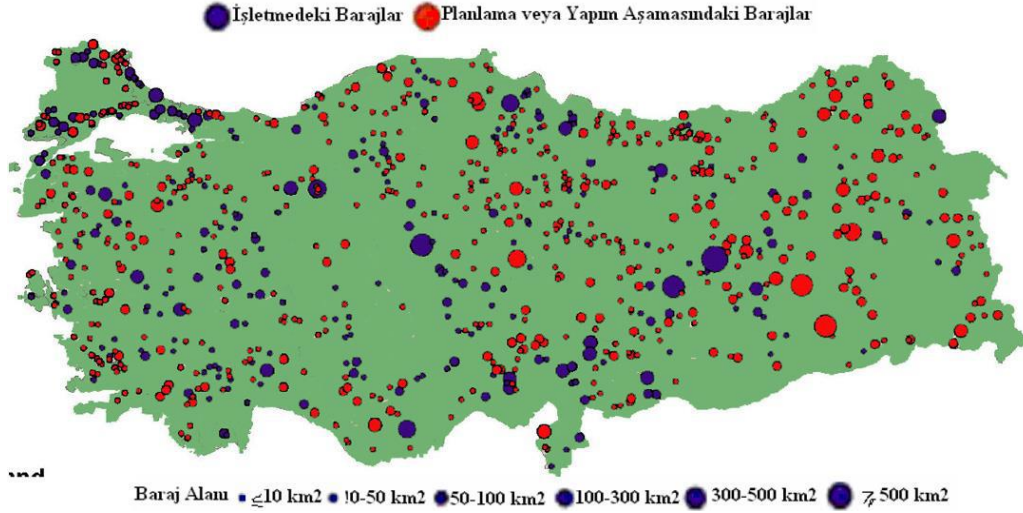 İşletmedeki Barajlar Planlama veya Yapım Aşamasındaki Barajlar
Baraj Alanı ≤10 km2 10-50 km2 50-100 km2 100-300 km2 300-500 km2 ≥ 500 km2